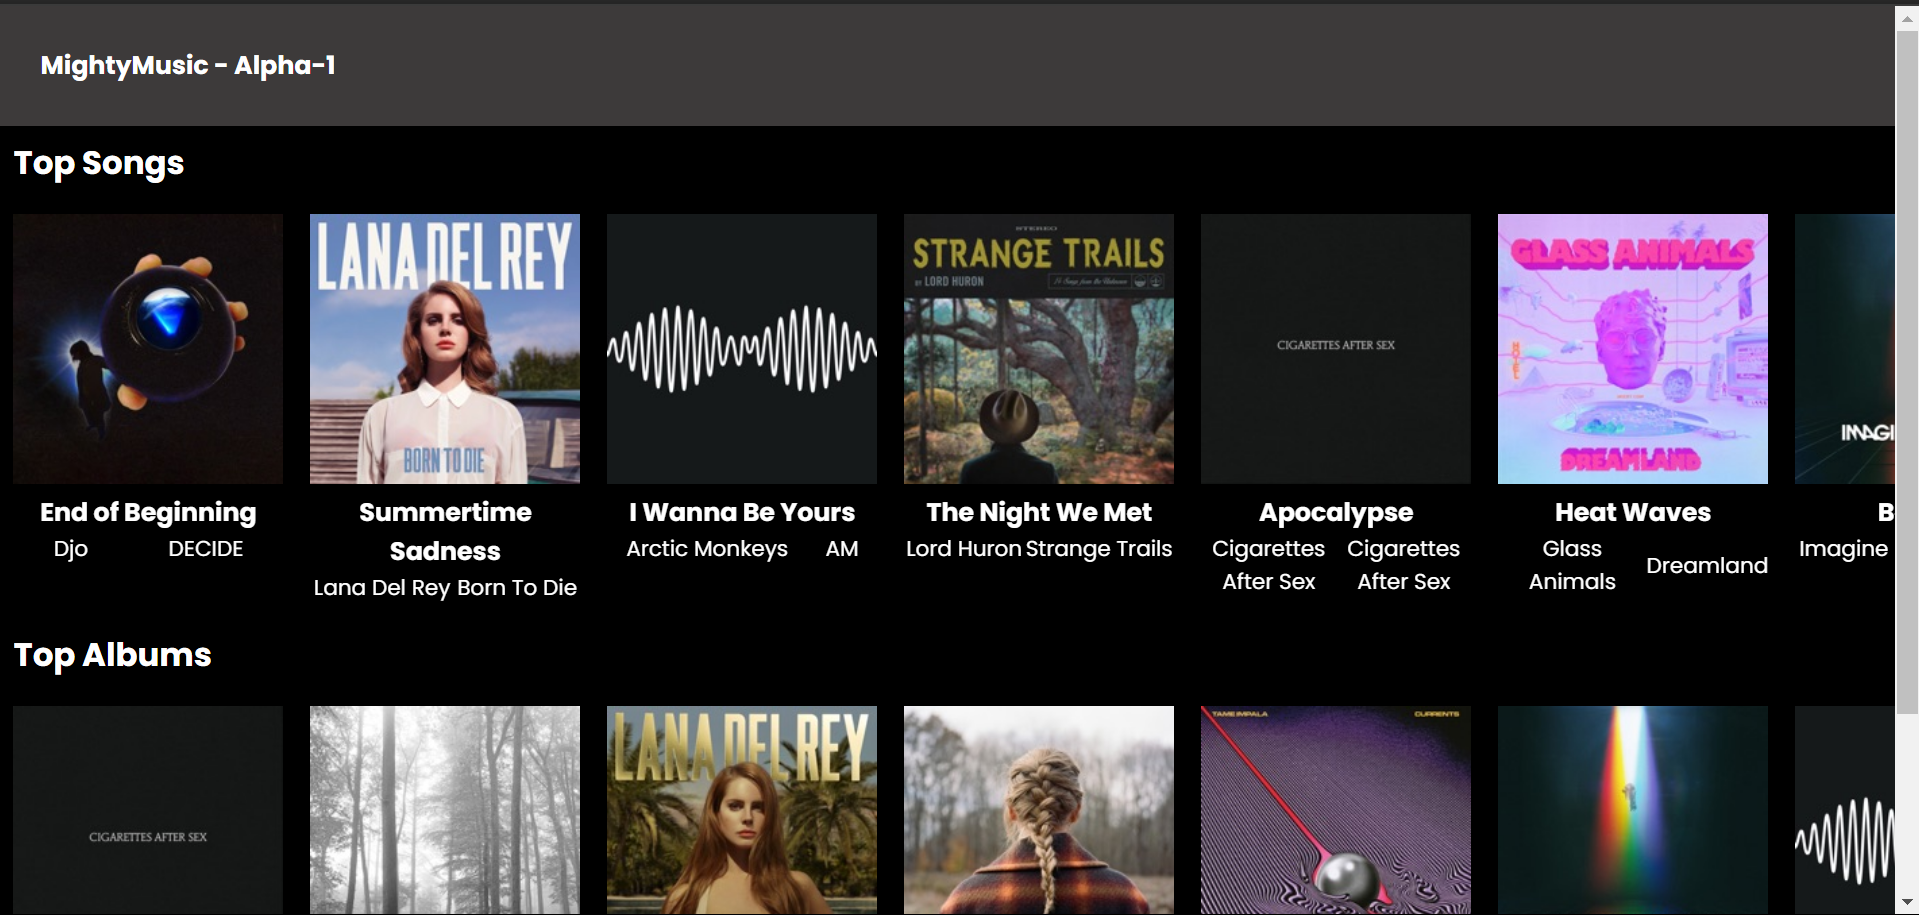 MightyMusic - Alpha-1
Top Songs
LANA DEL REY
BORN TO DIE
STEREO
STRANGE TRAILS
BY LORD HURON
CIGARETTES AFTER SEX
GLASS ANIMALS
HOTEL
DREAMLAND
IMAGI
End of Beginning
Djo DECIDE
Summertime
Sadness
Lana Del Rey Born To Die
I Wanna Be Yours
Arctic Monkeys AM
The Night We Met
Lord Huron Strange Trails
Apocalypse
Cigarettes
After Sex
Cigarettes
After Sex
Heat Waves
Glass
Animals
Dreamland
B
Imagine
Top Albums
CIGARETTES AFTER SEX
LANA DEL REY
TAME IMPALA
CURRENTS